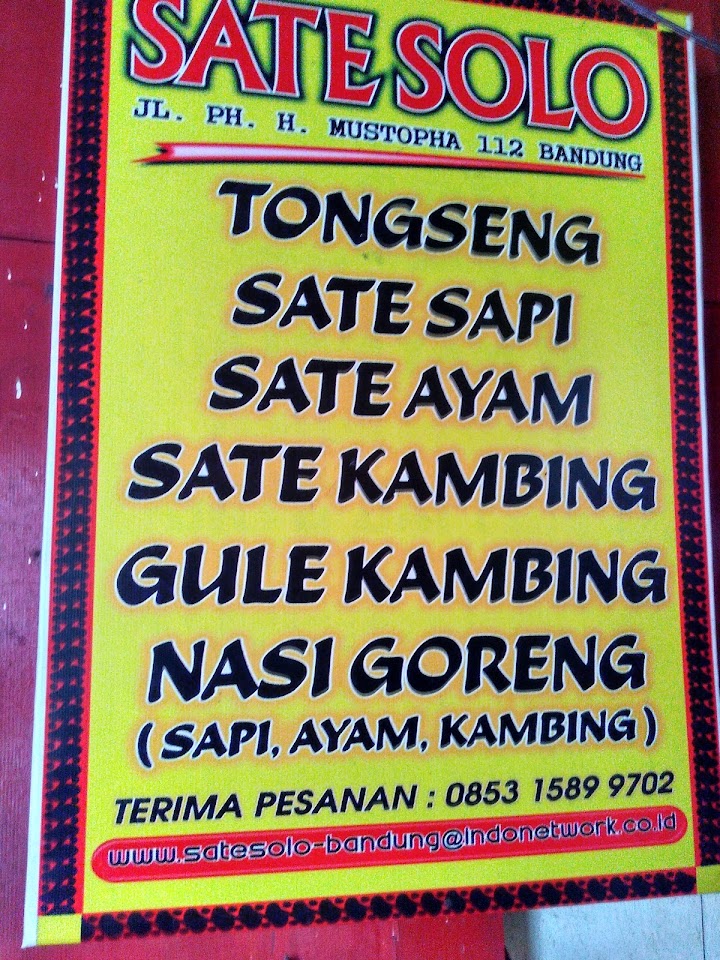 SATE SOLO
JL. PH. H. MUSTOPHA 112 BANDUNG
TONGSENG
SATE SAPI
SATE AYAM
SATE KAMBING
GULE KAMBING
NASI GORENG
( SAPI, AYAM, KAMBING )
TERIMA PESANAN : 0853 1589 9702
www.satesolo-bandung@indonetwork.co.id